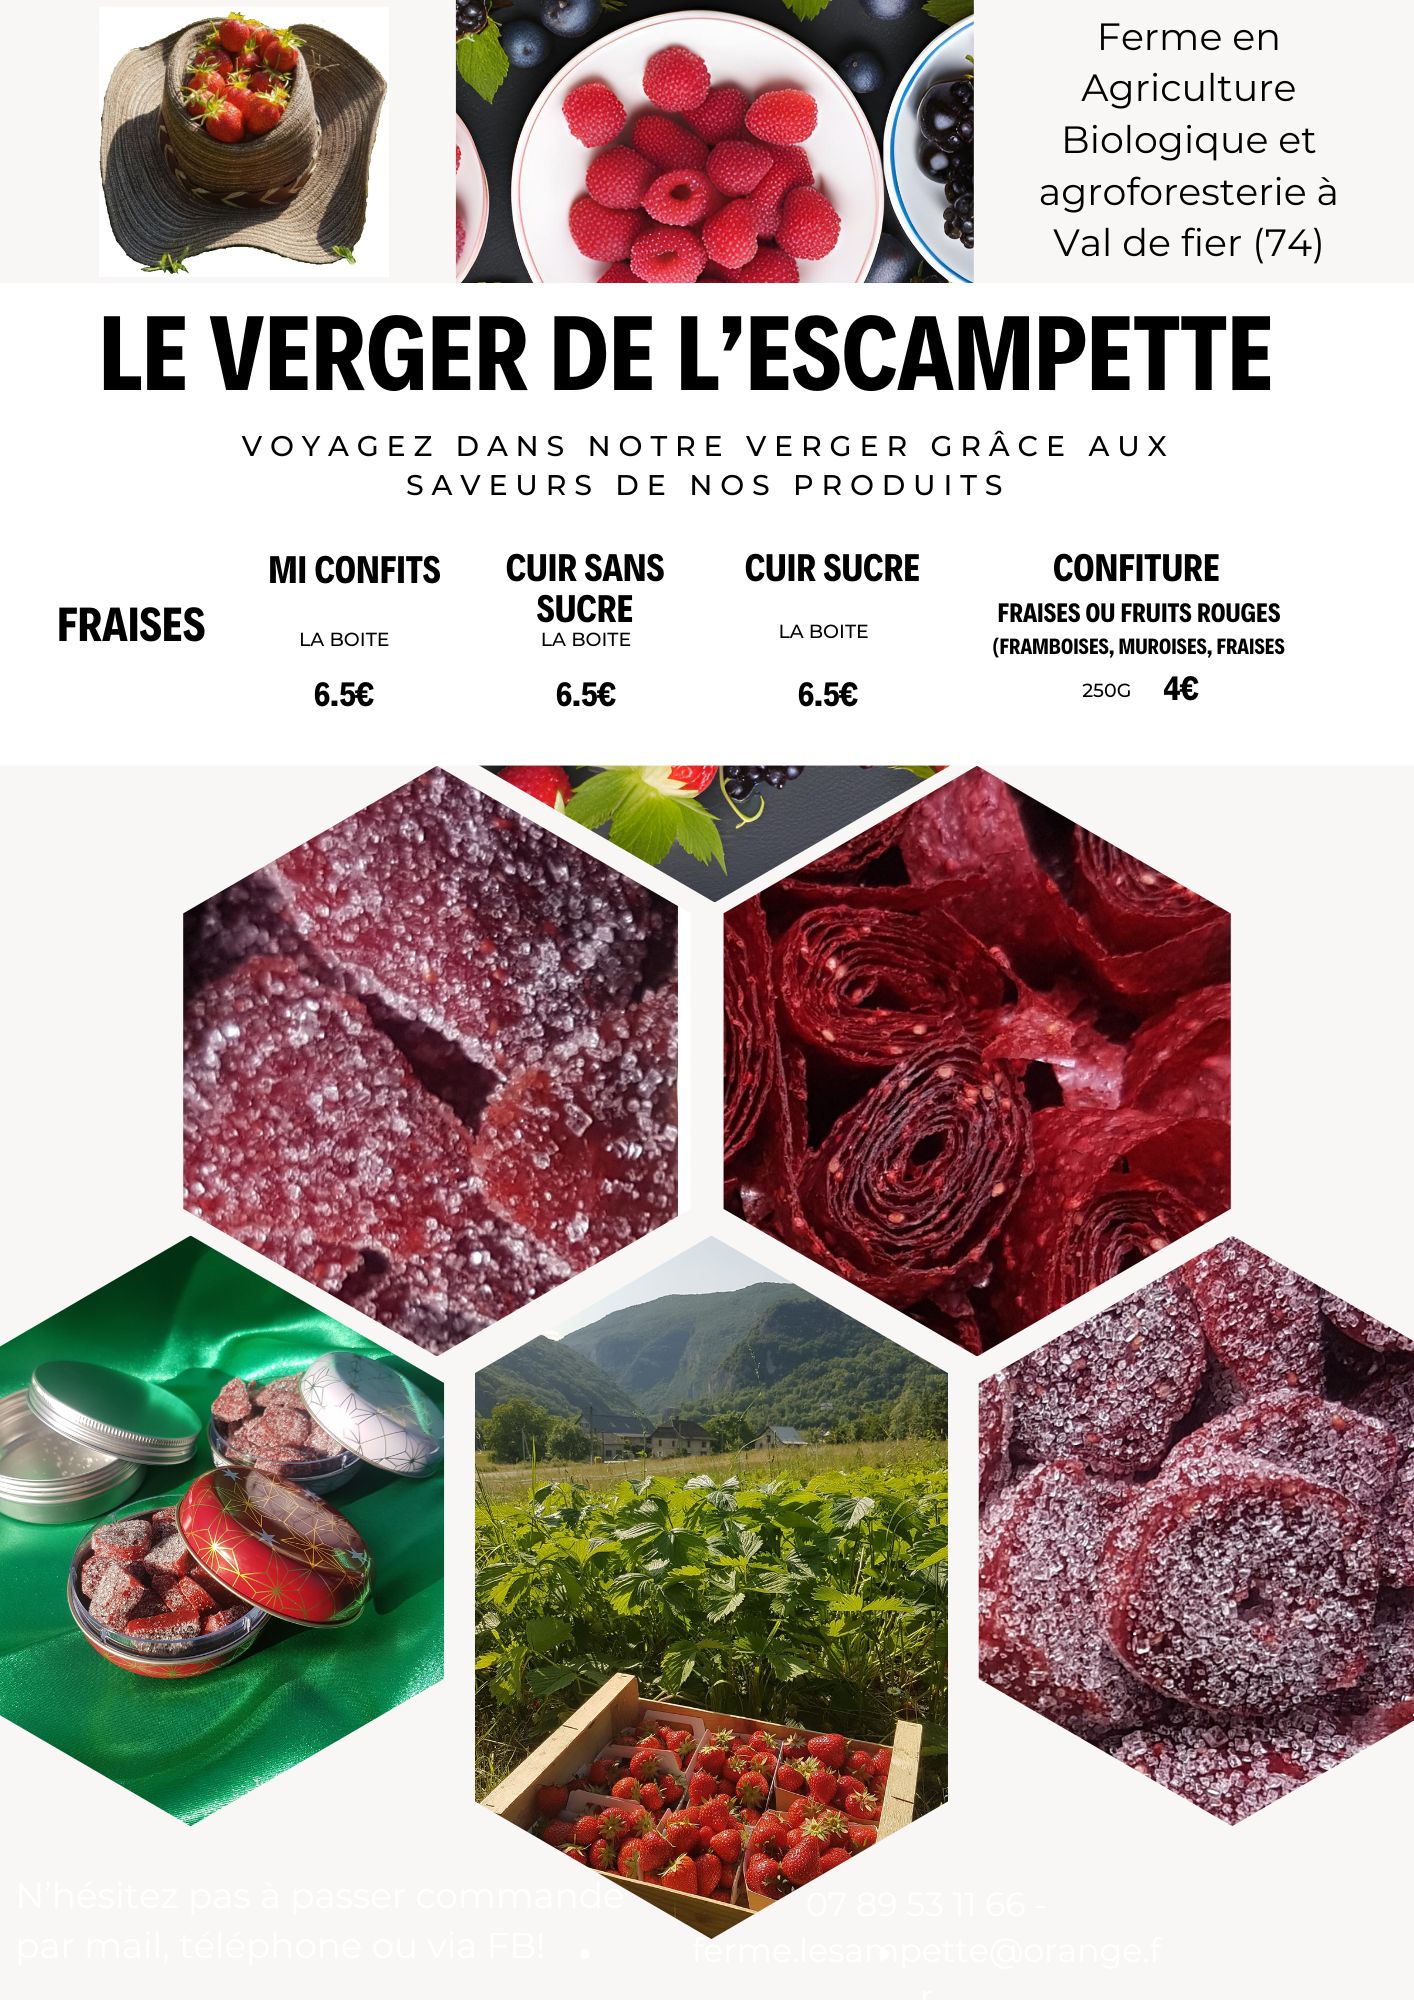 Ferme en
Agriculture
Biologique et
agroforesterie à
Val de fier (74)
LE VERGER DE L’ESCAMPETTE
VOYAGEZ DANS NOTRE VERGER GRÂCE AUX
SAVEURS DE NOS PRODUITS
FRAISES
MI CONFITS
LA BOITE
6.5€
CUIR SANS
SUCRE
LA BOITE
6.5€
CUIR SUCRE
LA BOITE
6.5€
CONFITURE
FRAISES OU FRUITS ROUGES
(FRAMBOISES, MUROISES, FRAISES
250G 4€
N’hésitez pas à passer commande
par mail, téléphone ou via FB!
07 89 53 11 66 -
ferme.lesampette@orange.f
r